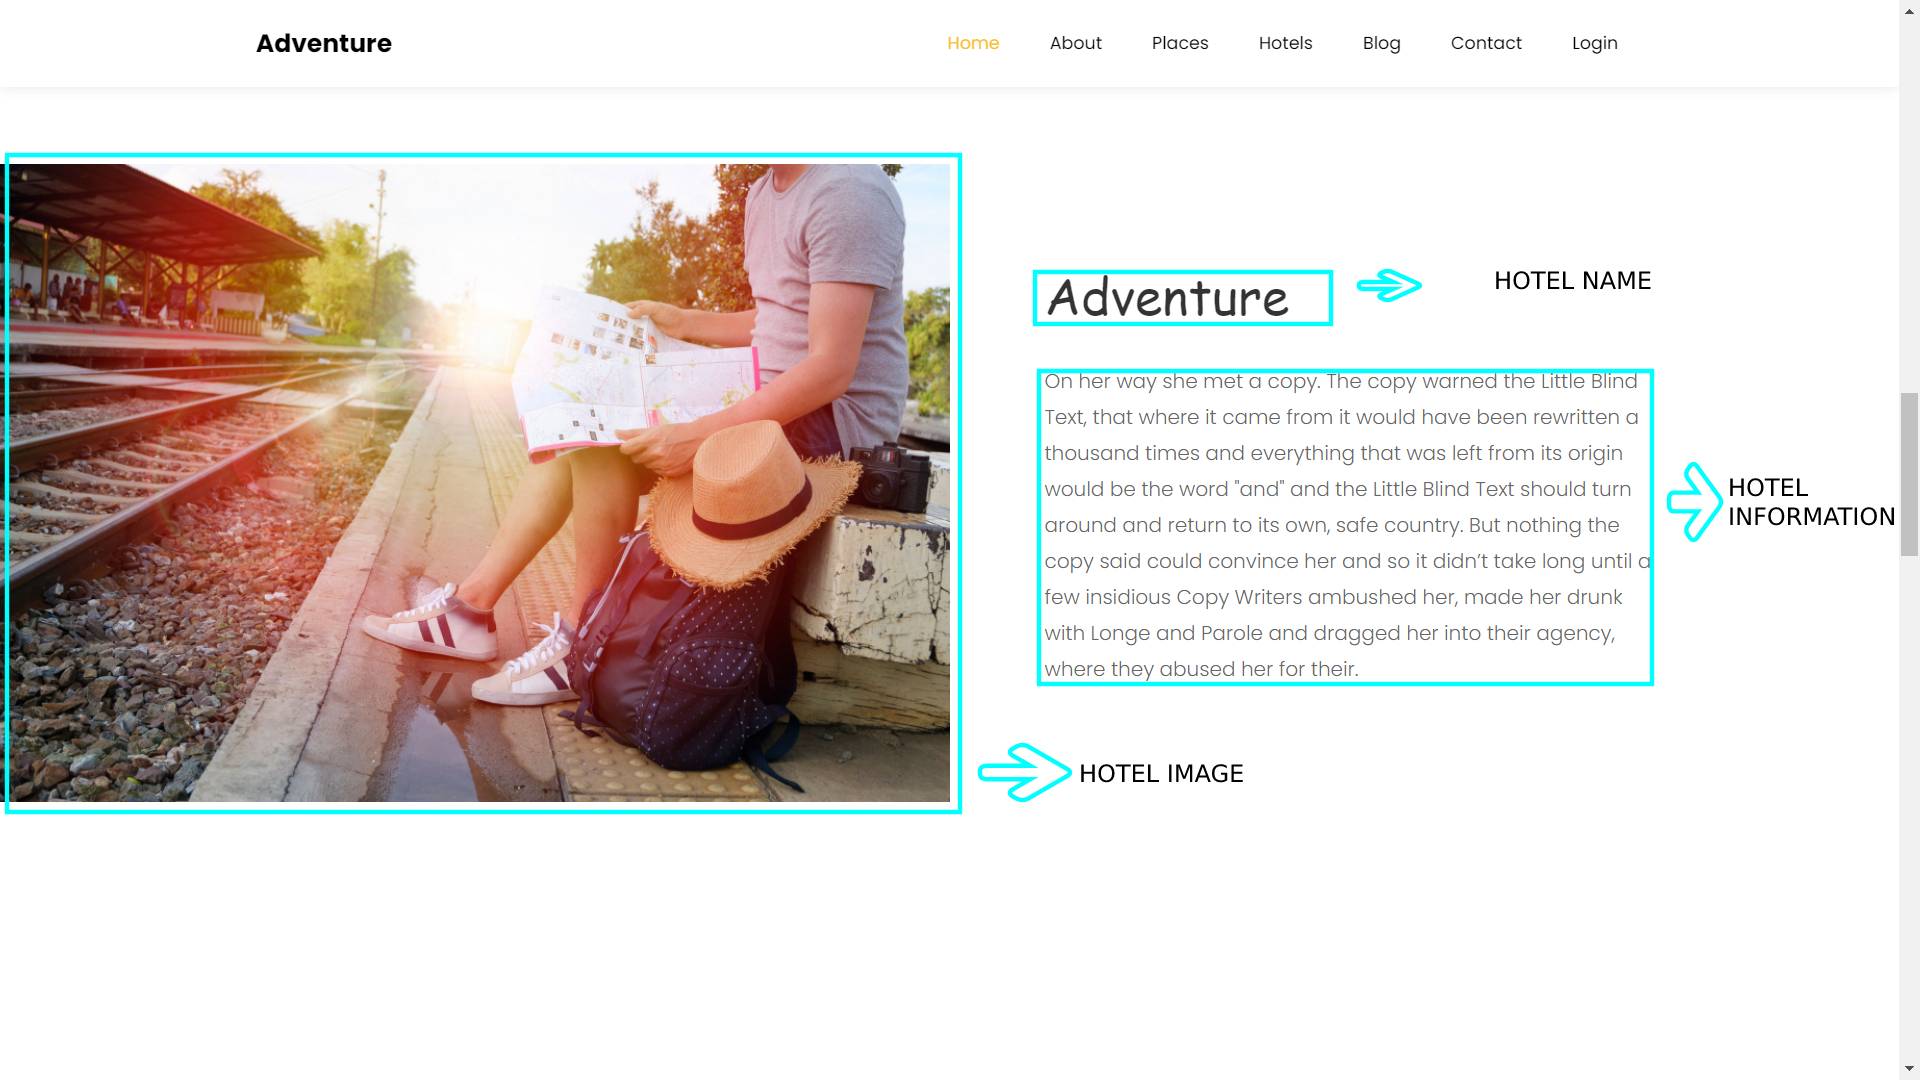 Adventure
Home About Places Hotels Blog Contact Login
Adventure
HOTEL NAME
On her way she met a copy. The copy warned the Little Blind
Text, that where it came from it would have been rewritten a
thousand times and everything that was left from its origin
would be the word "and" and the Little Blind Text should turn
around and return to its own, safe country. But nothing the
copy said could convince her and so it didn’t take long until a
few insidious Copy Writers ambushed her, made her drunk
with Longe and Parole and dragged her into their agency,
where they abused her for their.
HOTEL
INFORMATION
HOTEL IMAGE